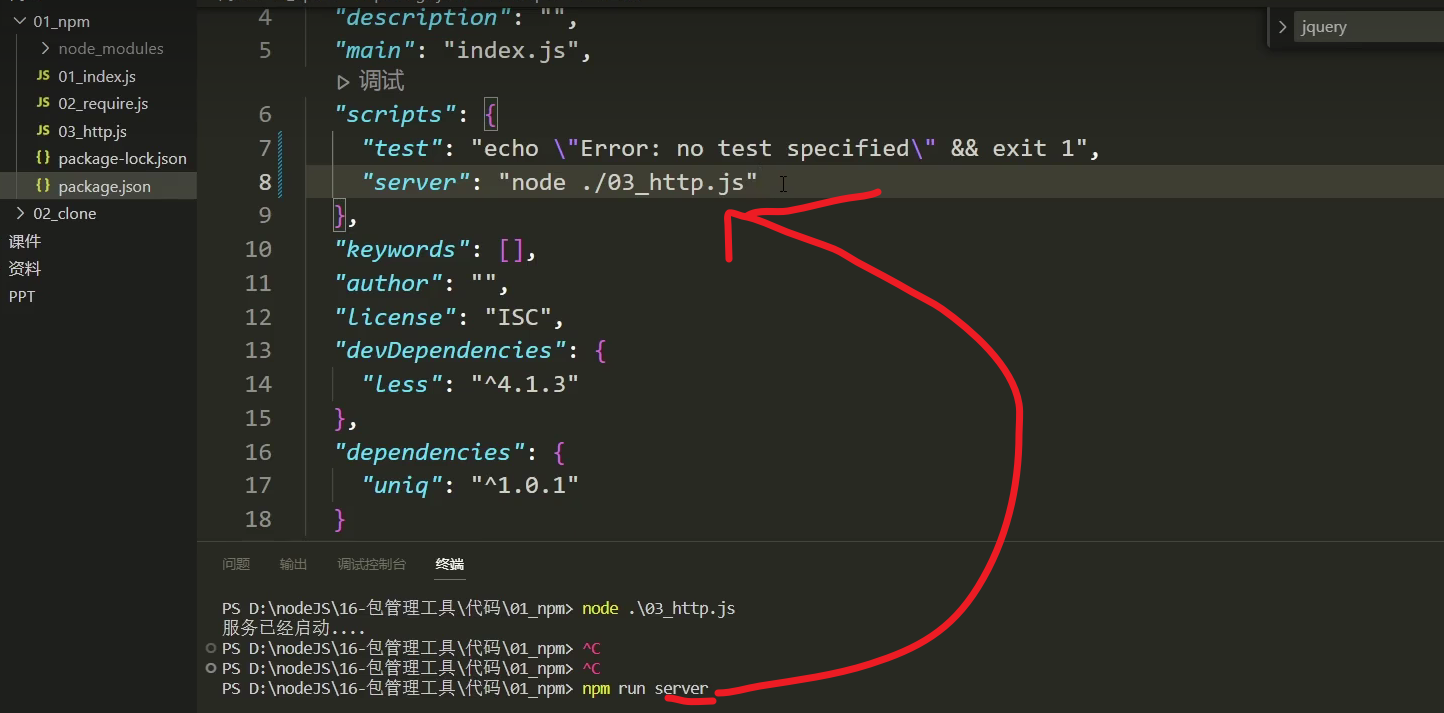 01_npm
node_modules
JS 01_index.js
JS 02_require.js
JS 03_http.js
{} package-lock.json
{} package.json
02_clone
课件
资料
PPT
4 "description": "",
5 "main": "index.js",
调试
6 "scripts": {
7 "test": "echo \"Error: no test specified\" && exit 1",
8 "server": "node ./03_http.js"
9 },
10 "keywords": [],
11 "author": "",
12 "license": "ISC",
13 "devDependencies": {
14 "less": "^4.1.3"
15 },
16 "dependencies": {
17 "uniq": "^1.0.1"
18 }
jquery
问题 输出 调试控制台 终端
PS D:\nodeJS\16-包管理工具\代码\01_npm> node .\03_http.js
服务已经启动....
PS D:\nodeJS\16-包管理工具\代码\01_npm> ^C
PS D:\nodeJS\16-包管理工具\代码\01_npm> ^C
PS D:\nodeJS\16-包管理工具\代码\01_npm> npm run server